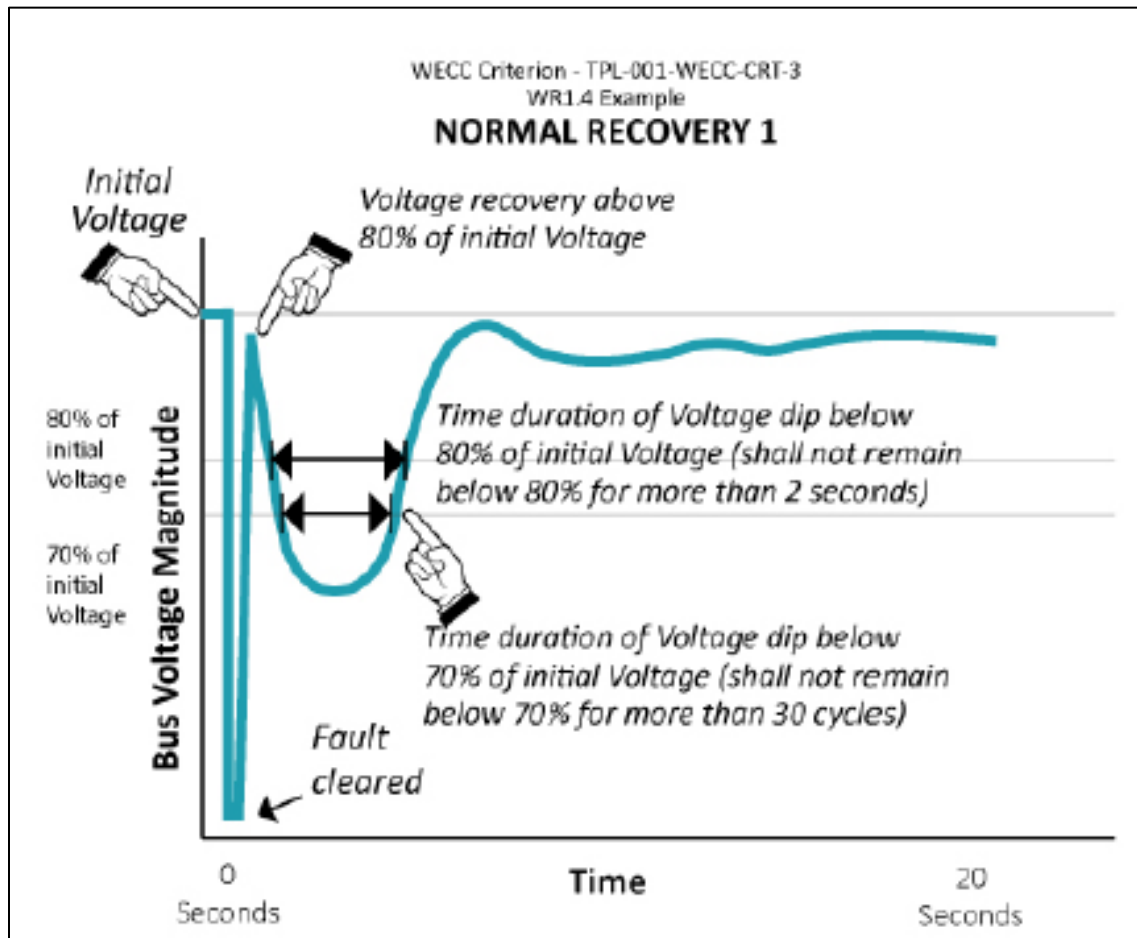 WECC Criterion - TPL-001-WECC-CRT-3
WR1.4 Example
NORMAL RECOVERY 1
Initial
Voltage
Voltage recovery above
80% of initial Voltage
80% of
initial
Voltage
70% of
initial
Voltage
Bus Voltage Magnitude
Time duration of Voltage dip below
80% of initial Voltage (shall not remain
below 80% for more than 2 seconds)
Time duration of Voltage dip below
70% of initial Voltage (shall not remain
below 70% for more than 30 cycles)
Fault
cleared
0
Seconds
Time
20
Seconds